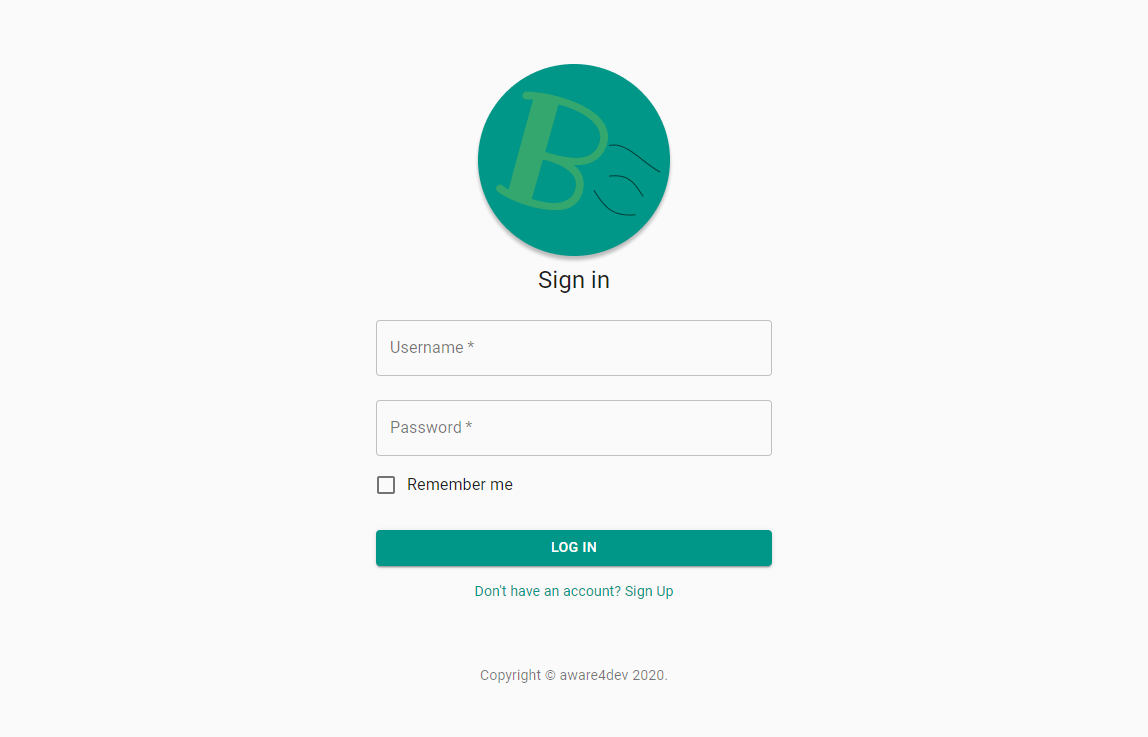 B
Sign in
Username *
Password *
Remember me
LOG IN
Don't have an account? Sign Up
Copyright © aware4dev 2020.